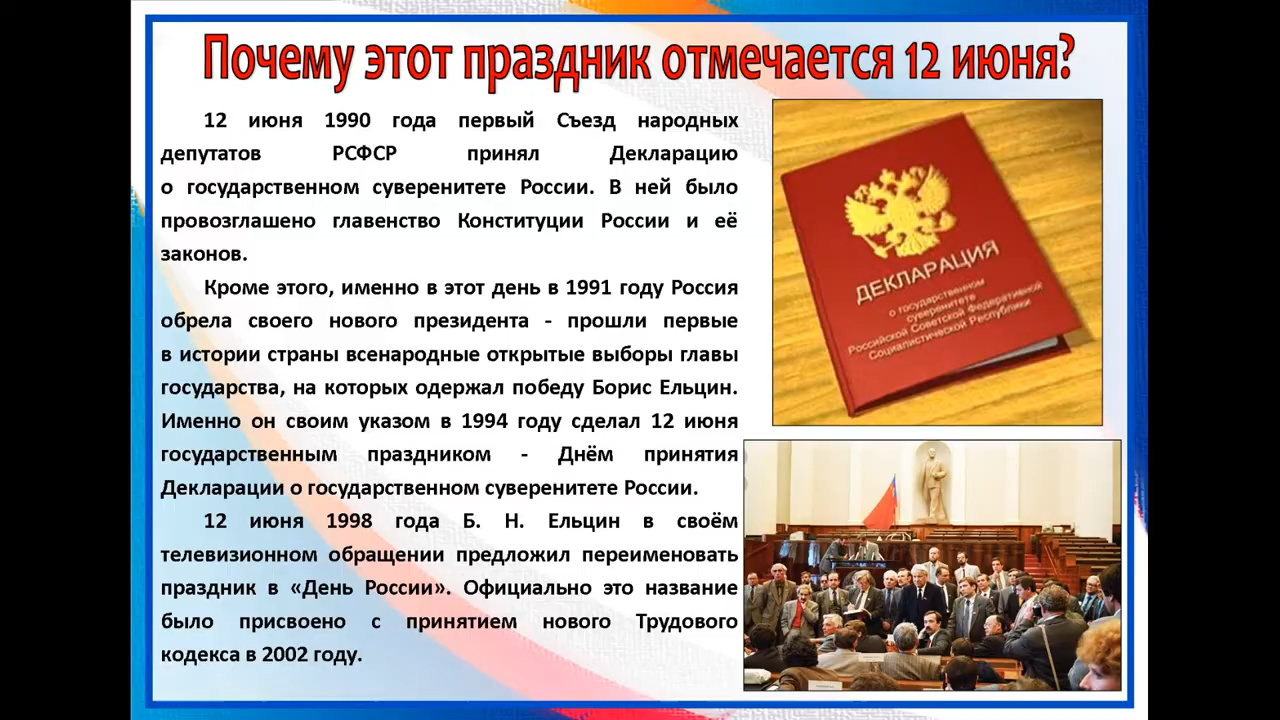 Почему этот праздник отмечается 12 июня?
12 июня 1990 года первый Съезд народных
депутатов РСФСР принял Декларацию
о государственном суверенитете России. В ней было
провозглашено главенство Конституции России и её
законов.
Кроме этого, именно в этот день в 1991 году Россия
обрела своего нового президента - прошли первые
в истории страны всенародные открытые выборы главы
государства, на которых одержал победу Борис Ельцин.
Именно он своим указом в 1994 году сделал 12 июня
государственным праздником - Днём принятия
Декларации о государственном суверенитете России.
12 июня 1998 года Б. Н. Ельцин в своём
телевизионном обращении предложил переименовать
праздник в «День России». Официально это название
было присвоено с принятием нового Трудового
кодекса в 2002 году.
ДЕКЛАРАЦИЯ
о государственном
суверенитете
Российской Советской Федеративной
Социалистической Республики